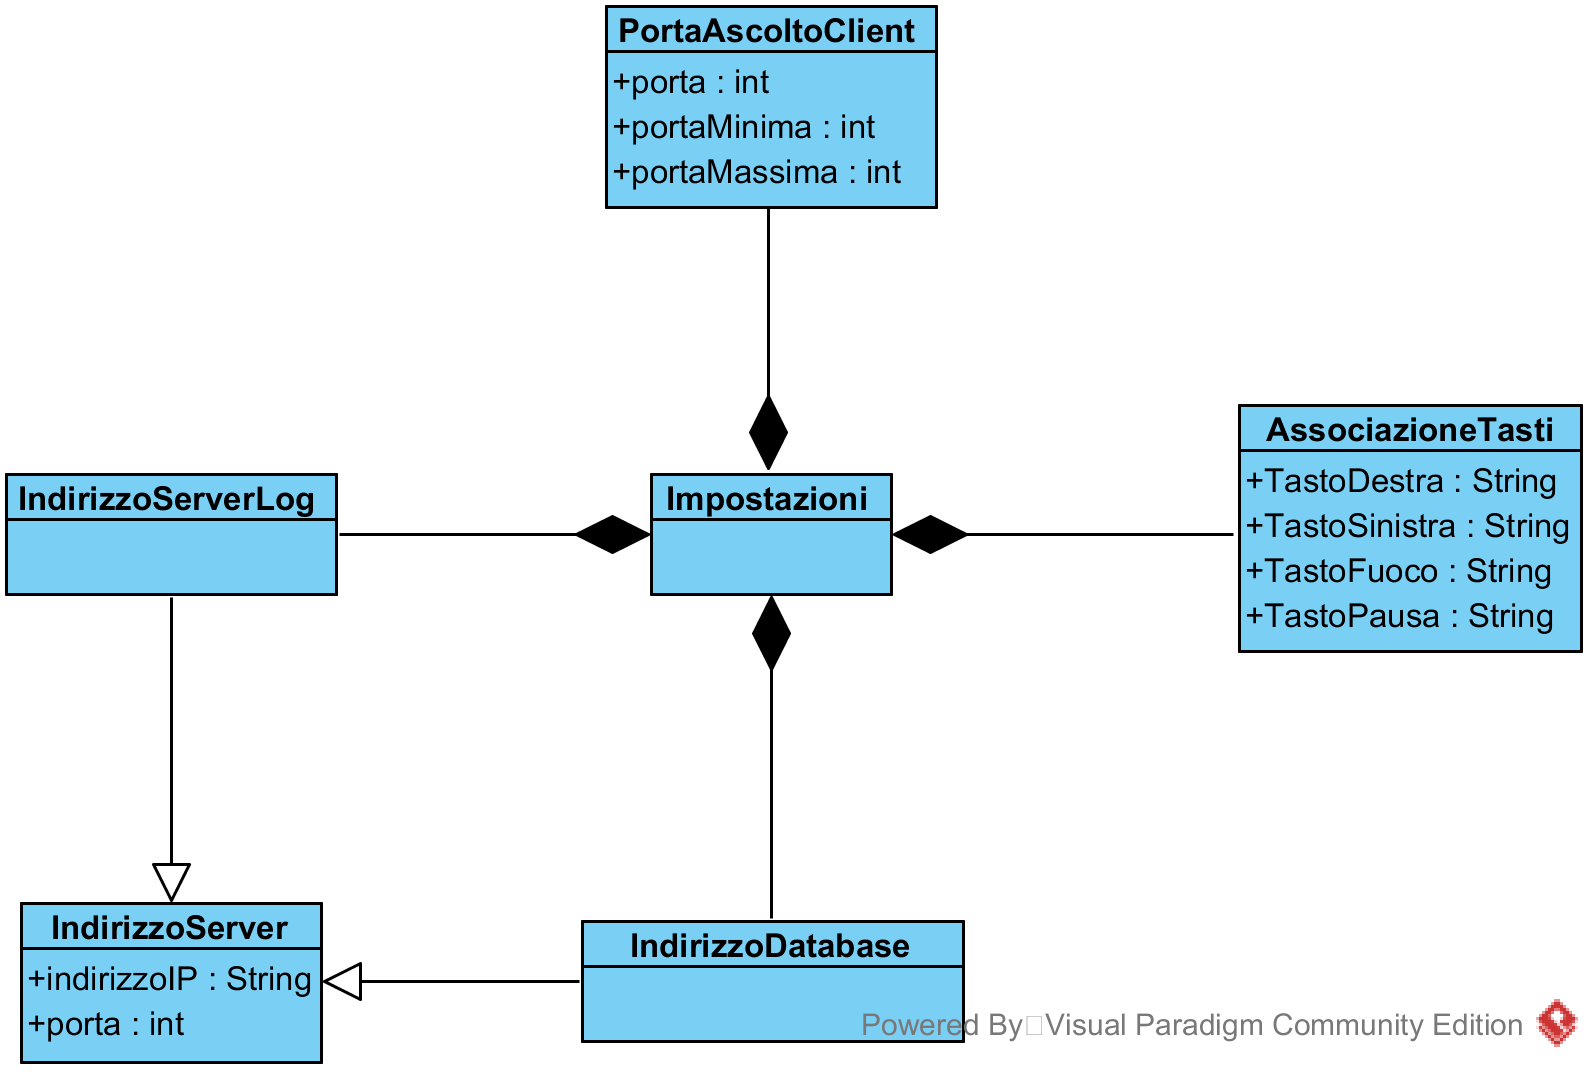 PortaAscoltoClient
+porta : int
+portaMinima : int
+portaMassima : int
AssociazioneTasti
+TastoDestra : String
+TastoSinistra : String
+TastoFuoco : String
+TastoPausa : String
IndirizzoServerLog
Impostazioni
IndirizzoServer
+indirizzoIP : String
+porta : int
IndirizzoDatabase
Powered By Visual Paradigm Community Edition